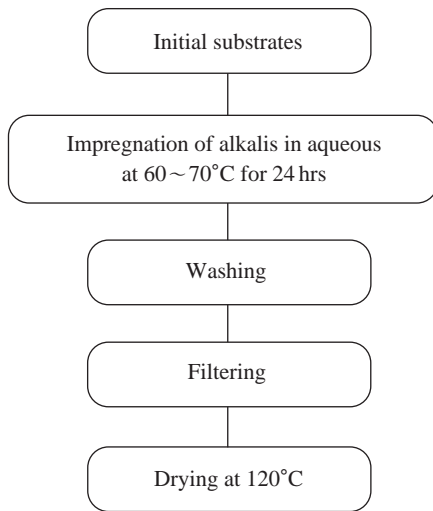 Initial substrates
Impregnation of alkalis in aqueous
at 60～70°C for 24 hrs
Washing
Filtering
Drying at 120°C